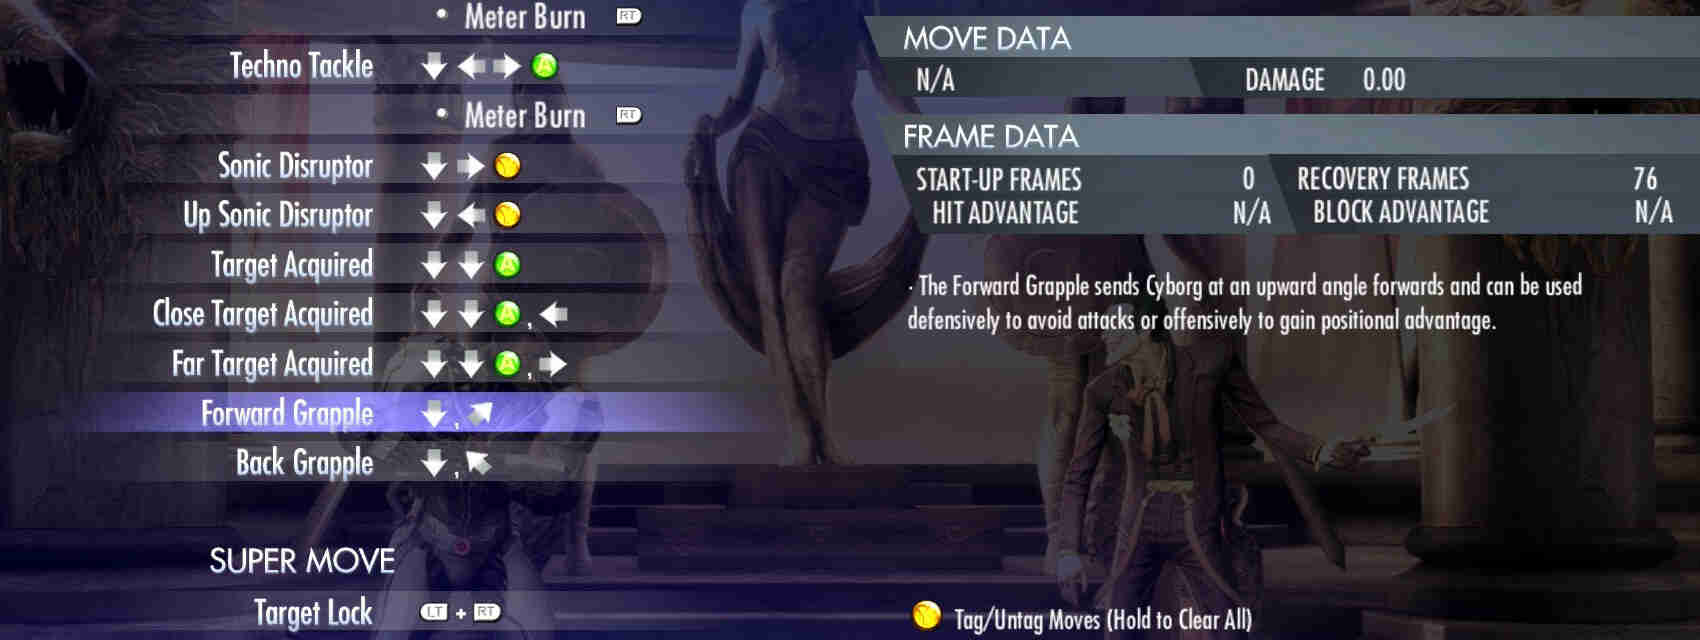 Meter Burn RT
Techno Tackle A
Meter Burn RT
Sonic Disruptor Y
Up Sonic Disruptor Y
Target Acquired A
Close Target Acquired A ,
Far Target Acquired A ,
Forward Grapple ,
Back Grapple ,
SUPER MOVE
Target Lock LT + RT
MOVE DATA
N/A DAMAGE 0.00
FRAME DATA
START-UP FRAMES 0 RECOVERY FRAMES 76
HIT ADVANTAGE N/A BLOCK ADVANTAGE N/A
· The Forward Grapple sends Cyborg at an upward angle forwards and can be used
defensively to avoid attacks or offensively to gain positional advantage.
Y Tag/Untag Moves (Hold to Clear All)